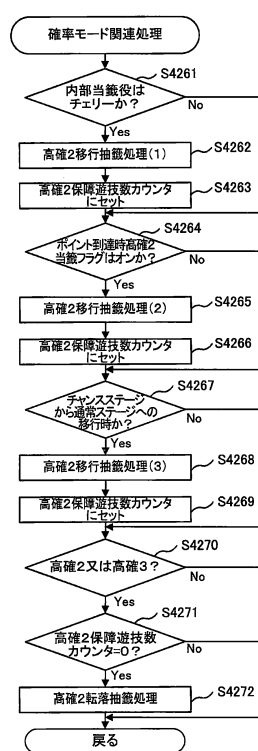 確率モード関連処理
S4261
内部当籤役は
チェリーか？
No
Yes
高確2移行抽籤処理(1)
S4262
高確2保障遊技数カウンタ
にセット
S4263
S4264
ポイント到達時高確2
当籤フラグはオンか？
No
Yes
高確2移行抽籤処理(2)
S4265
高確2保障遊技数カウンタ
にセット
S4266
S4267
チャンスステージ
から通常ステージへの
移行時か？
No
Yes
高確2移行抽籤処理(3)
S4268
高確2保障遊技数カウンタ
にセット
S4269
S4270
高確2又は高確3？
No
Yes
S4271
高確2保障遊技数
カウンタ=0？
No
Yes
高確2転落抽籤処理
S4272
戻る